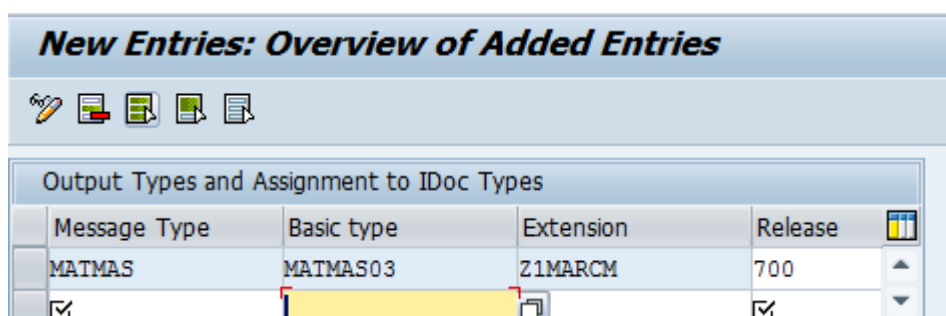 New Entries: Overview of Added Entries
Output Types and Assignment to IDoc Types
Message Type Basic type Extension Release
MATMAS MATMAS03 Z1MARCM 700